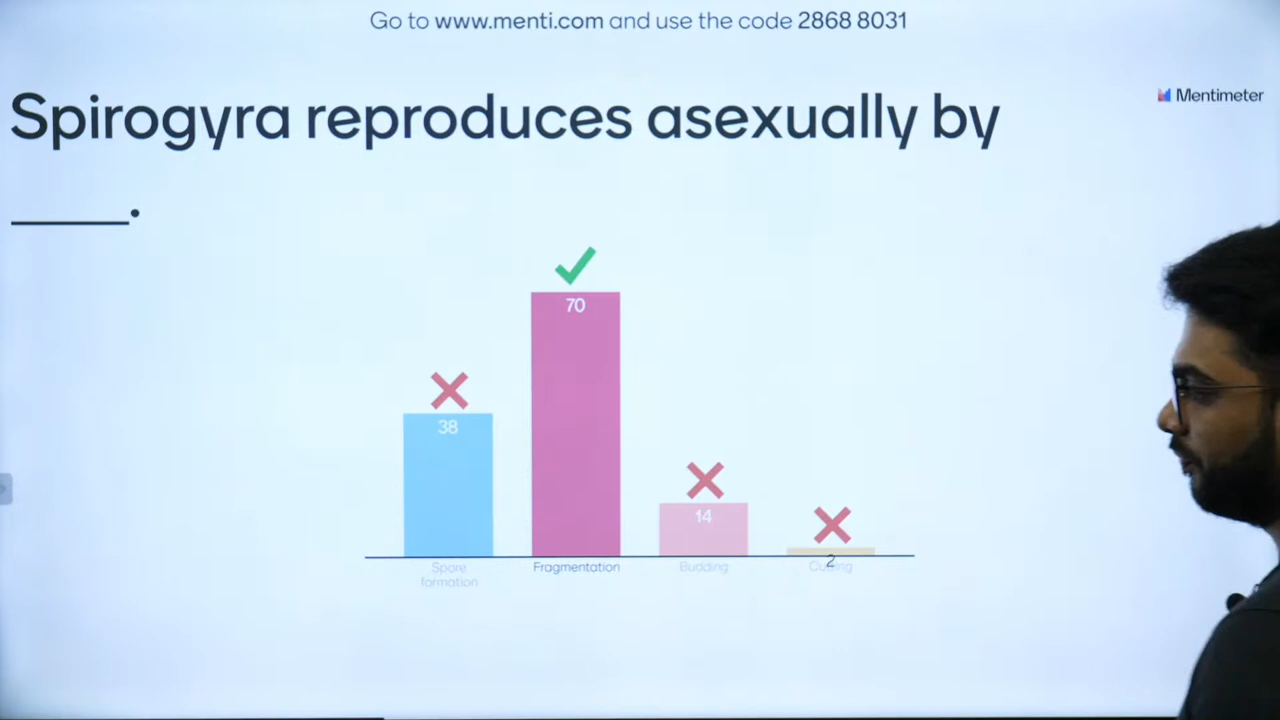 Go to www.menti.com and use the code 2868 8031
Mentimeter
Spirogyra reproduces asexually by
______.
70
38
14
2
Spore
formation
Fragmentation
Budding
Cutting